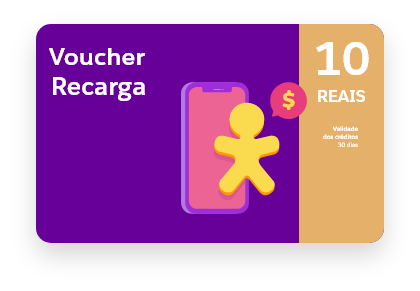 Voucher
Recarga
$
10
REAIS
Validade
dos créditos
30 dias